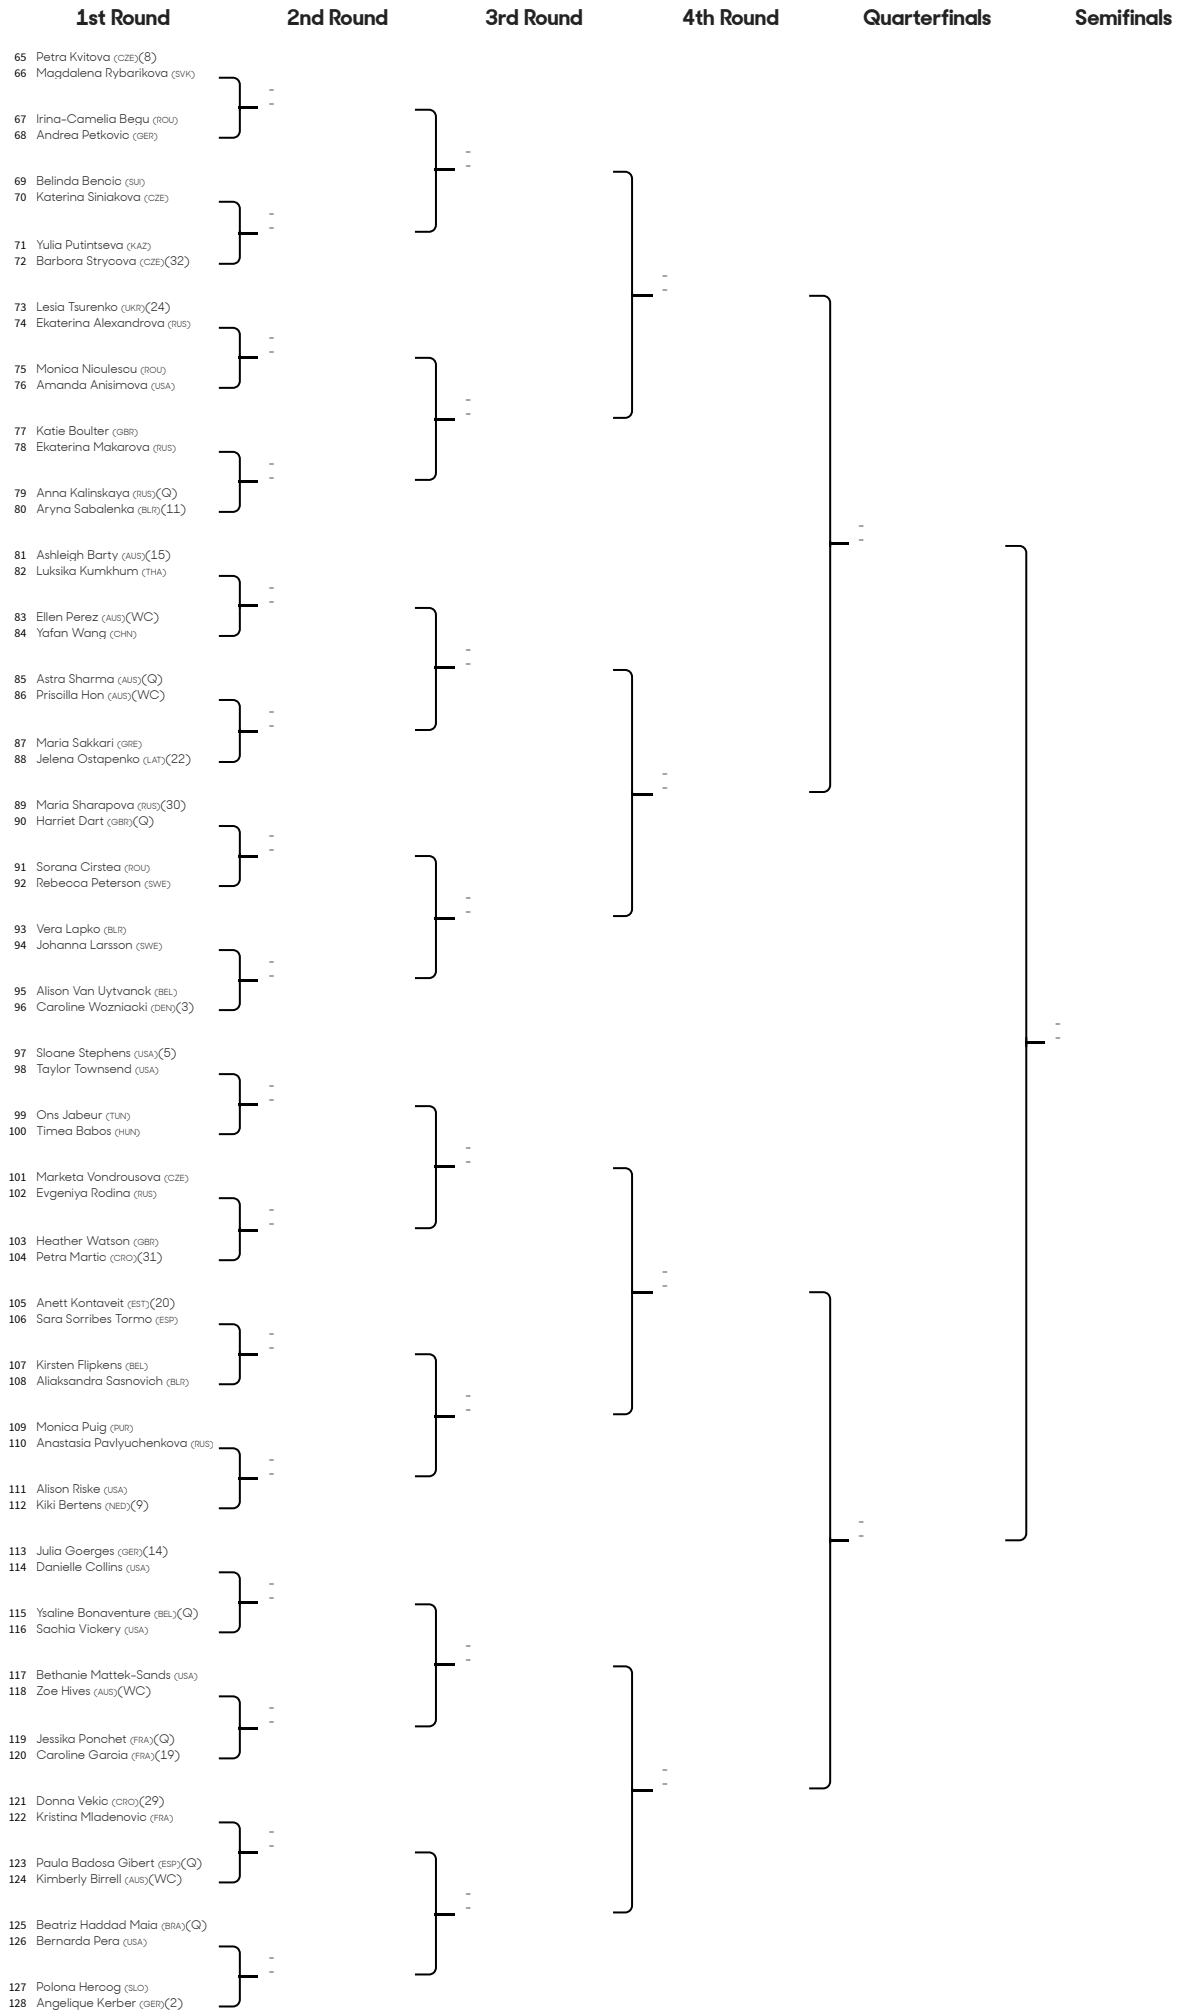 1st Round 2nd Round 3rd Round 4th Round Quarterfinals Semifinals
65 Petra Kvitova (CZE)(8)
66 Magdalena Rybarikova (SVK)
67 Irina-Camelia Begu (ROU)
68 Andrea Petkovic (GER)
69 Belinda Bencic (SUI)
70 Katerina Siniakova (CZE)
71 Yulia Putintseva (KAZ)
72 Barbora Strycova (CZE)(32)
73 Lesia Tsurenko (UKR)(24)
74 Ekaterina Alexandrova (RUS)
75 Monica Niculescu (ROU)
76 Amanda Anisimova (USA)
77 Katie Boulter (GBR)
78 Ekaterina Makarova (RUS)
79 Anna Kalinskaya (RUS)(Q)
80 Aryna Sabalenka (BLR)(11)
81 Ashleigh Barty (AUS)(15)
82 Luksika Kumkhum (THA)
83 Ellen Perez (AUS)(WC)
84 Yafan Wang (CHN)
85 Astra Sharma (AUS)(Q)
86 Priscilla Hon (AUS)(WC)
87 Maria Sakkari (GRE)
88 Jelena Ostapenko (LAT)(22)
89 Maria Sharapova (RUS)(30)
90 Harriet Dart (GBR)(Q)
91 Sorana Cirstea (ROU)
92 Rebecca Peterson (SWE)
93 Vera Lapko (BLR)
94 Johanna Larsson (SWE)
95 Alison Van Uytvanck (BEL)
96 Caroline Wozniacki (DEN)(3)
97 Sloane Stephens (USA)(5)
98 Taylor Townsend (USA)
99 Ons Jabeur (TUN)
100 Timea Babos (HUN)
101 Marketa Vondrousova (CZE)
102 Evgeniya Rodina (RUS)
103 Heather Watson (GBR)
104 Petra Martic (CRO)(31)
105 Anett Kontaveit (EST)(20)
106 Sara Sorribes Tormo (ESP)
107 Kirsten Flipkens (BEL)
108 Aliaksandra Sasnovich (BLR)
109 Monica Puig (PUR)
110 Anastasia Pavlyuchenkova (RUS)
111 Alison Riske (USA)
112 Kiki Bertens (NED)(9)
113 Julia Goerges (GER)(14)
114 Danielle Collins (USA)
115 Ysaline Bonaventure (BEL)(Q)
116 Sachia Vickery (USA)
117 Bethanie Mattek-Sands (USA)
118 Zoe Hives (AUS)(WC)
119 Jessika Ponchet (FRA)(Q)
120 Caroline Garcia (FRA)(19)
121 Donna Vekic (CRO)(29)
122 Kristina Mladenovic (FRA)
123 Paula Badosa Gibert (ESP)(Q)
124 Kimberly Birrell (AUS)(WC)
125 Beatriz Haddad Maia (BRA)(Q)
126 Bernarda Pera (USA)
127 Polona Hercog (SLO)
128 Angelique Kerber (GER)(2)